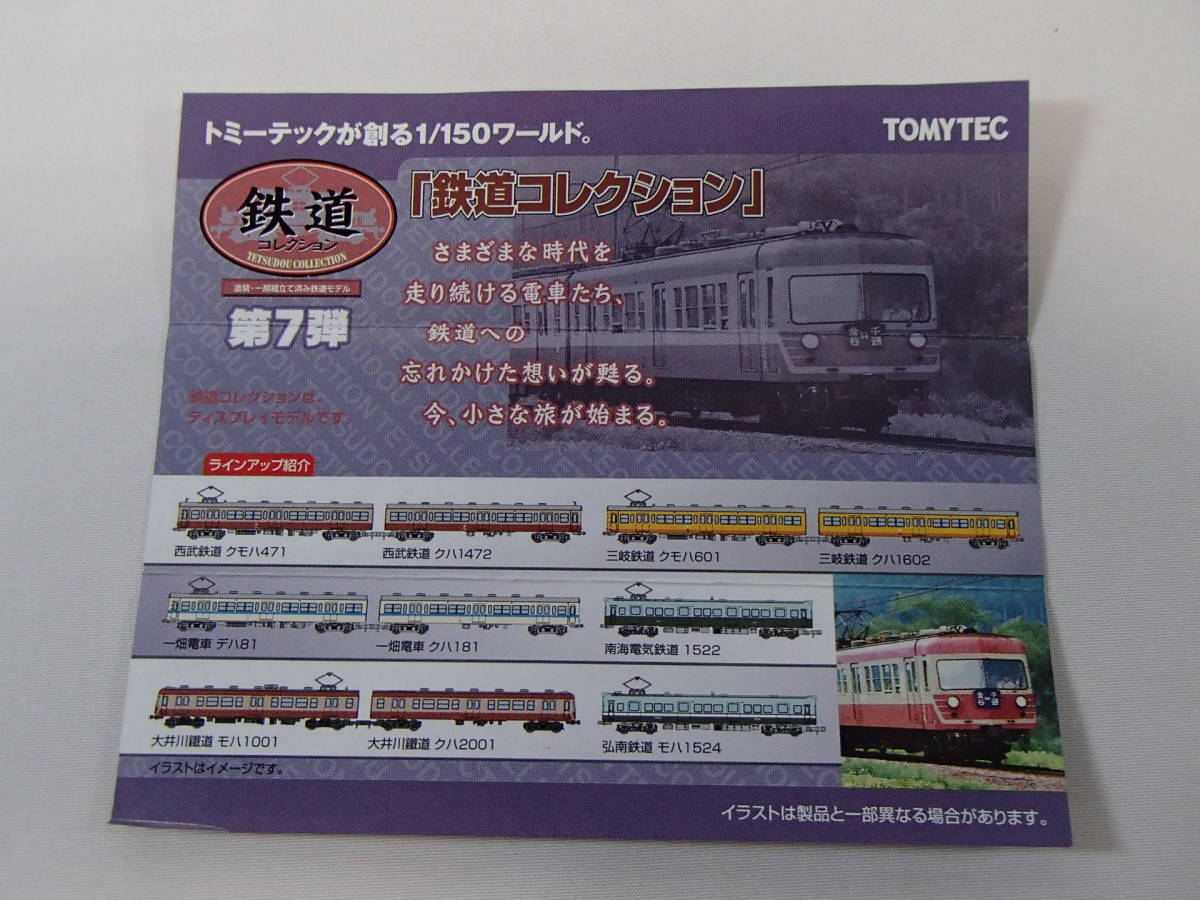 トミーテックが創る1/150ワールド。
TOMYTEC
鉄道
コレクション
TETSUDOU COLLECTION
塗装・一部組立て済み鉄道モデル
第7弾
鉄道コレクションは、
ディスプレイモデルです。
「鉄道コレクション」
さまざまな時代を
走り続ける電車たち、
鉄道への
忘れかけた想いが甦る。
今、小さな旅が始まる。
ラインアップ紹介
西武鉄道 クモハ471
西武鉄道 クハ1472
三岐鉄道 クモハ601
三岐鉄道 クハ1602
一畑電車 デハ81
一畑電車 クハ181
南海電気鉄道 1522
大井川鐵道 モハ1001
大井川鐵道 クハ2001
弘南鉄道 モハ1524
イラストはイメージです。
イラストは製品と一部異なる場合があります。